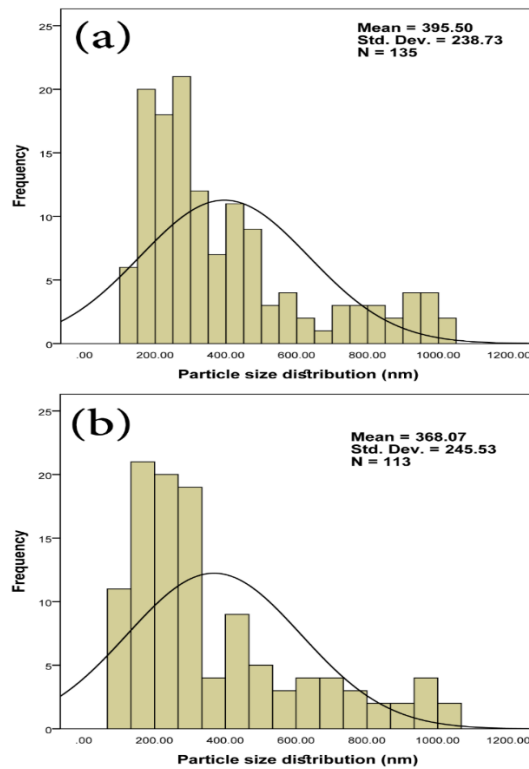 (a)
Mean = 395.50
Std. Dev. = 238.73
N = 135
25
20
15
10
5
0
Frequency
.00 200.00 400.00 600.00 800.00 1000.00 1200.00
Particle size distribution (nm)
(b)
Mean = 368.07
Std. Dev. = 245.53
N = 113
25
20
15
10
5
0
Frequency
.00 200.00 400.00 600.00 800.00 1000.00 1200.00
Particle size distribution (nm)